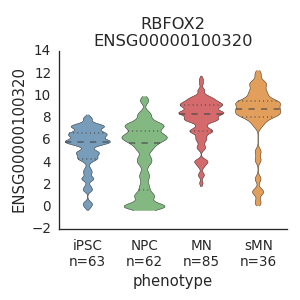 RBFOX2
ENSG00000100320
14
12
10
8
6
4
2
0
−2
ENSG00000100320
iPSC NPC MN sMN
n=63 n=62 n=85 n=36
phenotype